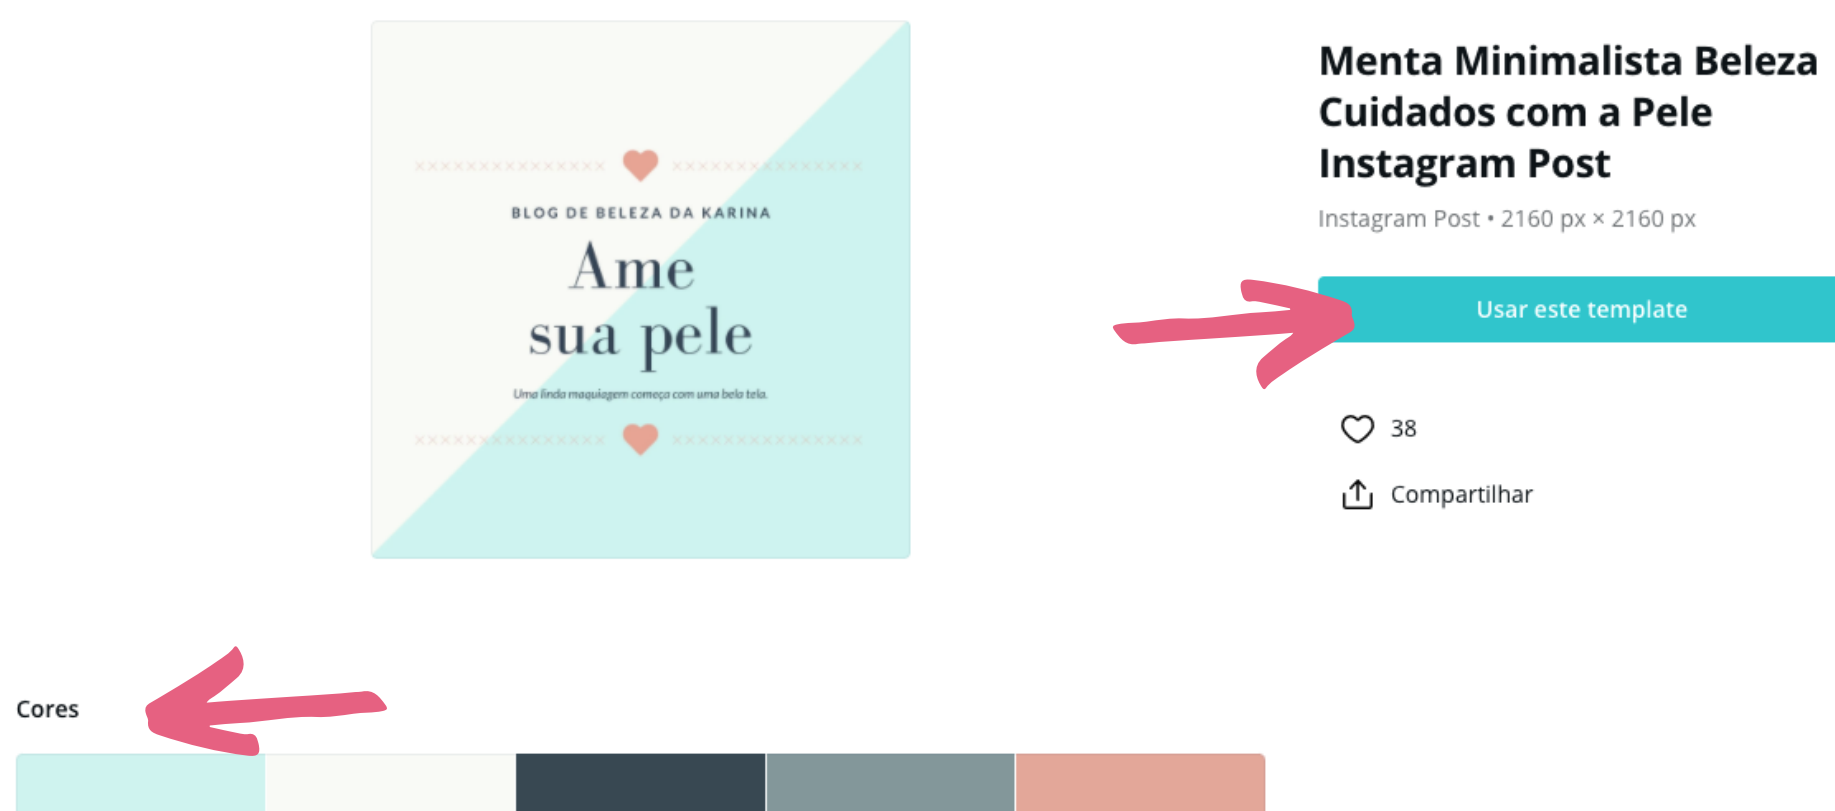 BLOG DE BELEZA DA KARINA
Ame
sua pele
Uma linda maquiagem começa com uma bela tela.
Menta Minimalista Beleza
Cuidados com a Pele
Instagram Post
Instagram Post • 2160 px × 2160 px
Usar este template
38
Compartilhar
Cores